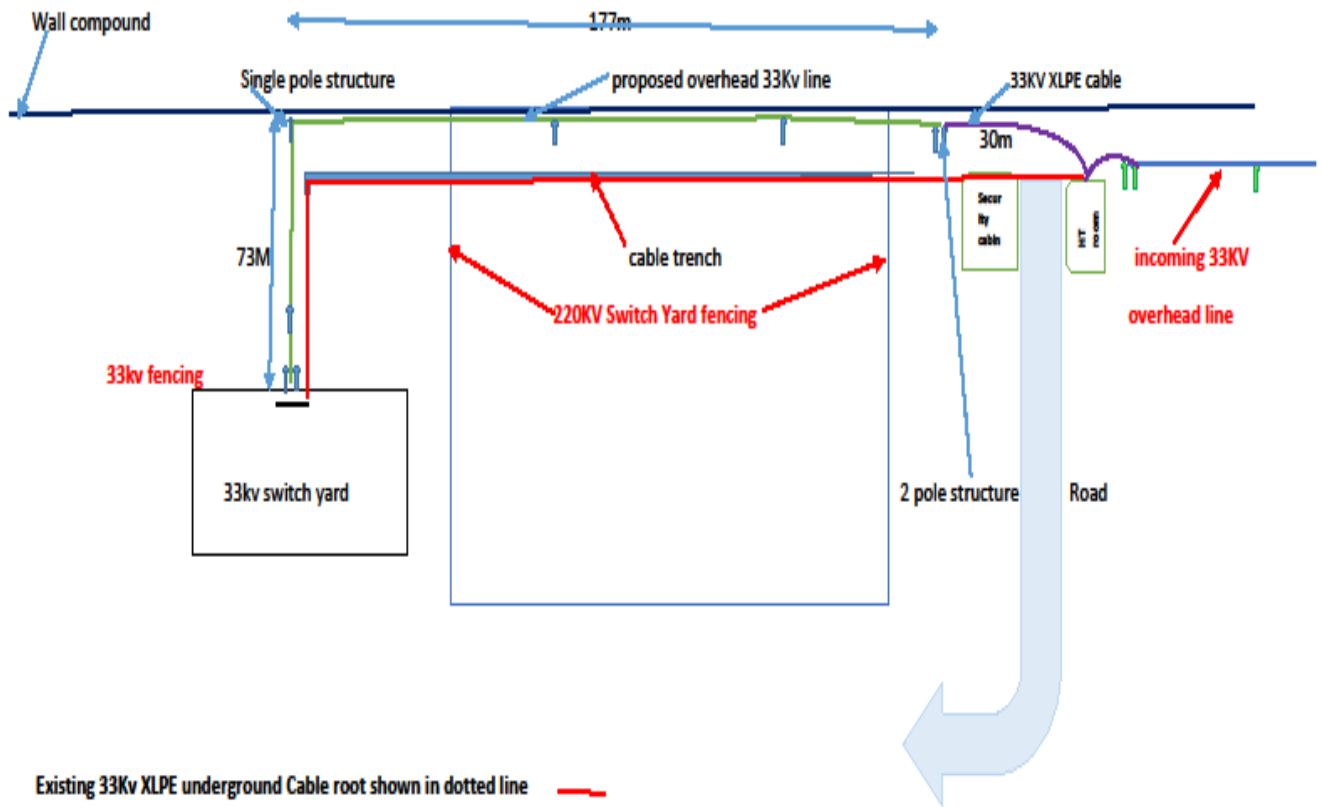 Wall compound
177m
Single pole structure
proposed overhead 33Kv line
33KV XLPE cable
30m
Secur
ity
cabin
HT
room
73M
cable trench
incoming 33KV
overhead line
220KV Switch Yard fencing
33kv fencing
33kv switch yard
2 pole structure
Road
Existing 33Kv XLPE underground Cable root shown in dotted line